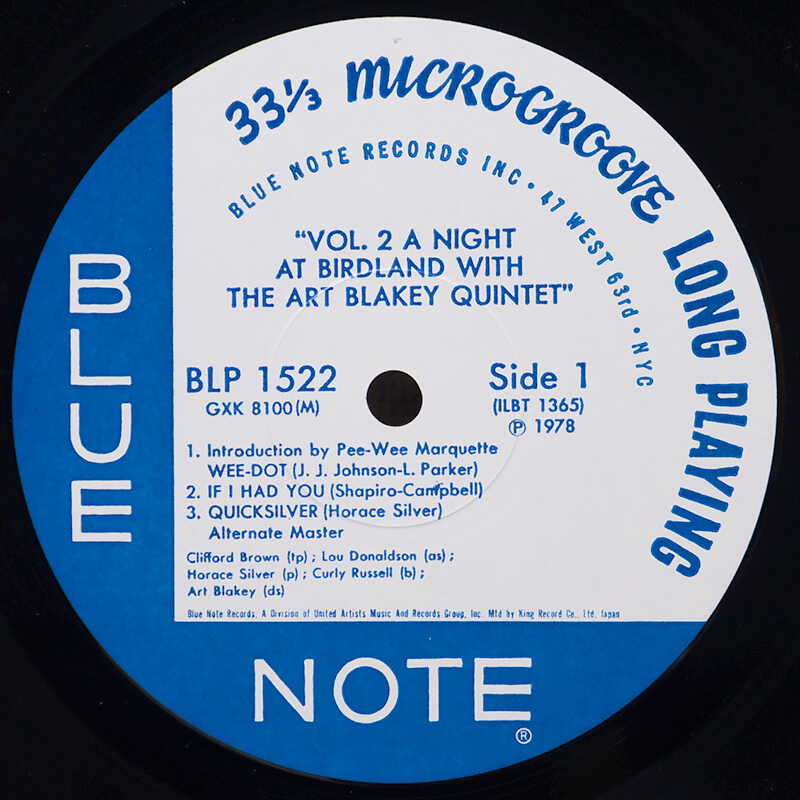 33⅓ MICROGROOVE LONG PLAYING
BLUE NOTE RECORDS INC • 47 WEST 63rd • NYC
"VOL. 2 A NIGHT
AT BIRDLAND WITH
THE ART BLAKEY QUINTET"
BLP 1522
GXK 8100(M)
Side 1
(ILBT 1365)
Ⓟ 1978
1. Introduction by Pee-Wee Marquette
WEE-DOT (J. J. Johnson-L. Parker)
2. IF I HAD YOU (Shapiro-Campbell)
3. QUICKSILVER (Horace Silver)
Alternate Master
Clifford Brown (tp) ; Lou Donaldson (as) ;
Horace Silver (p) ; Curly Russell (b) ;
Art Blakey (ds)
Blue Note Records, A Division of United Artists Music And Records Group, Inc. Mfd by King Record Co., Ltd. Japan
BLUE
NOTE®